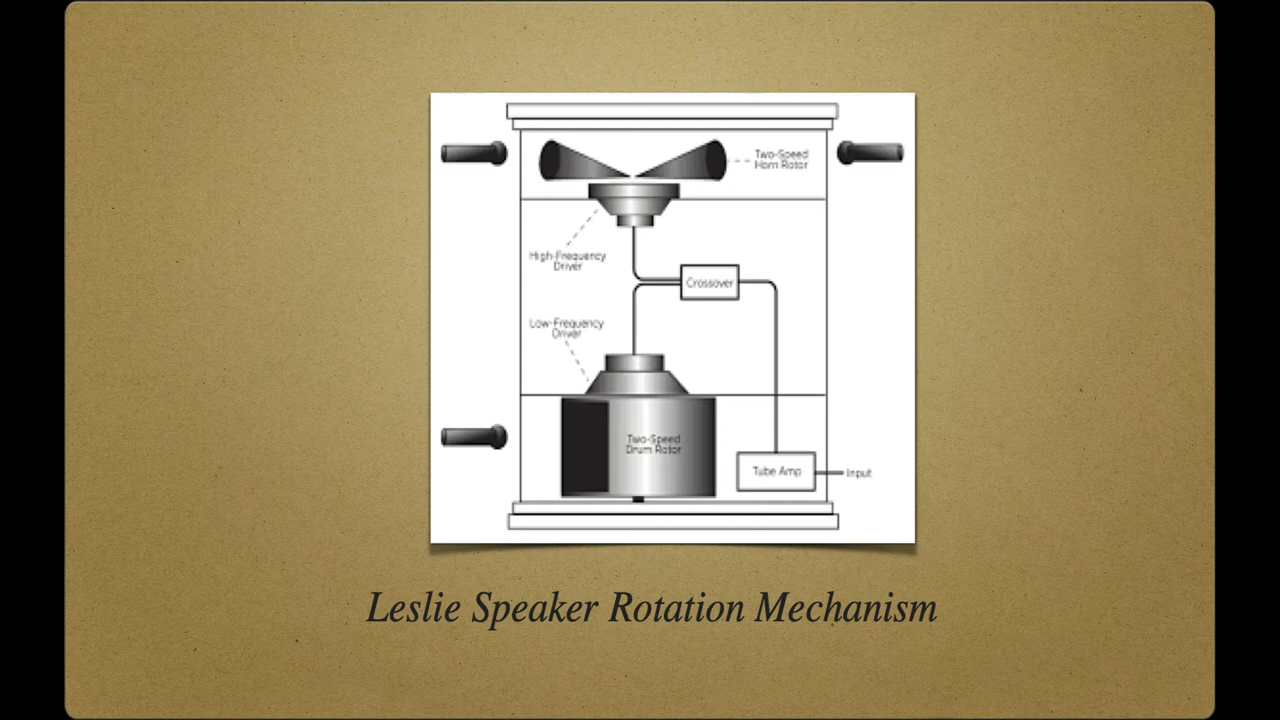 Two-Speed
Horn Rotor
High-Frequency
Driver
Crossover
Low-Frequency
Driver
Two-Speed
Drum Rotor
Tube Amp
Input
Leslie Speaker Rotation Mechanism